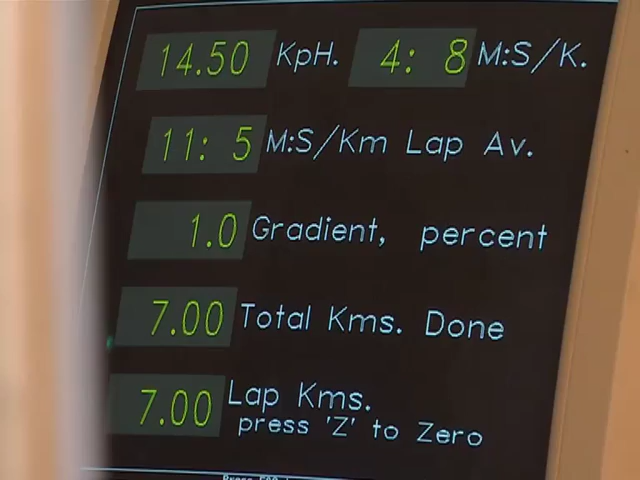 14.50 KpH. 4: 8 M:S/K.
11: 5 M:S/Km Lap Av.
1.0 Gradient, percent
7.00 Total Kms. Done
7.00 Lap Kms.
press 'Z' to Zero
Press